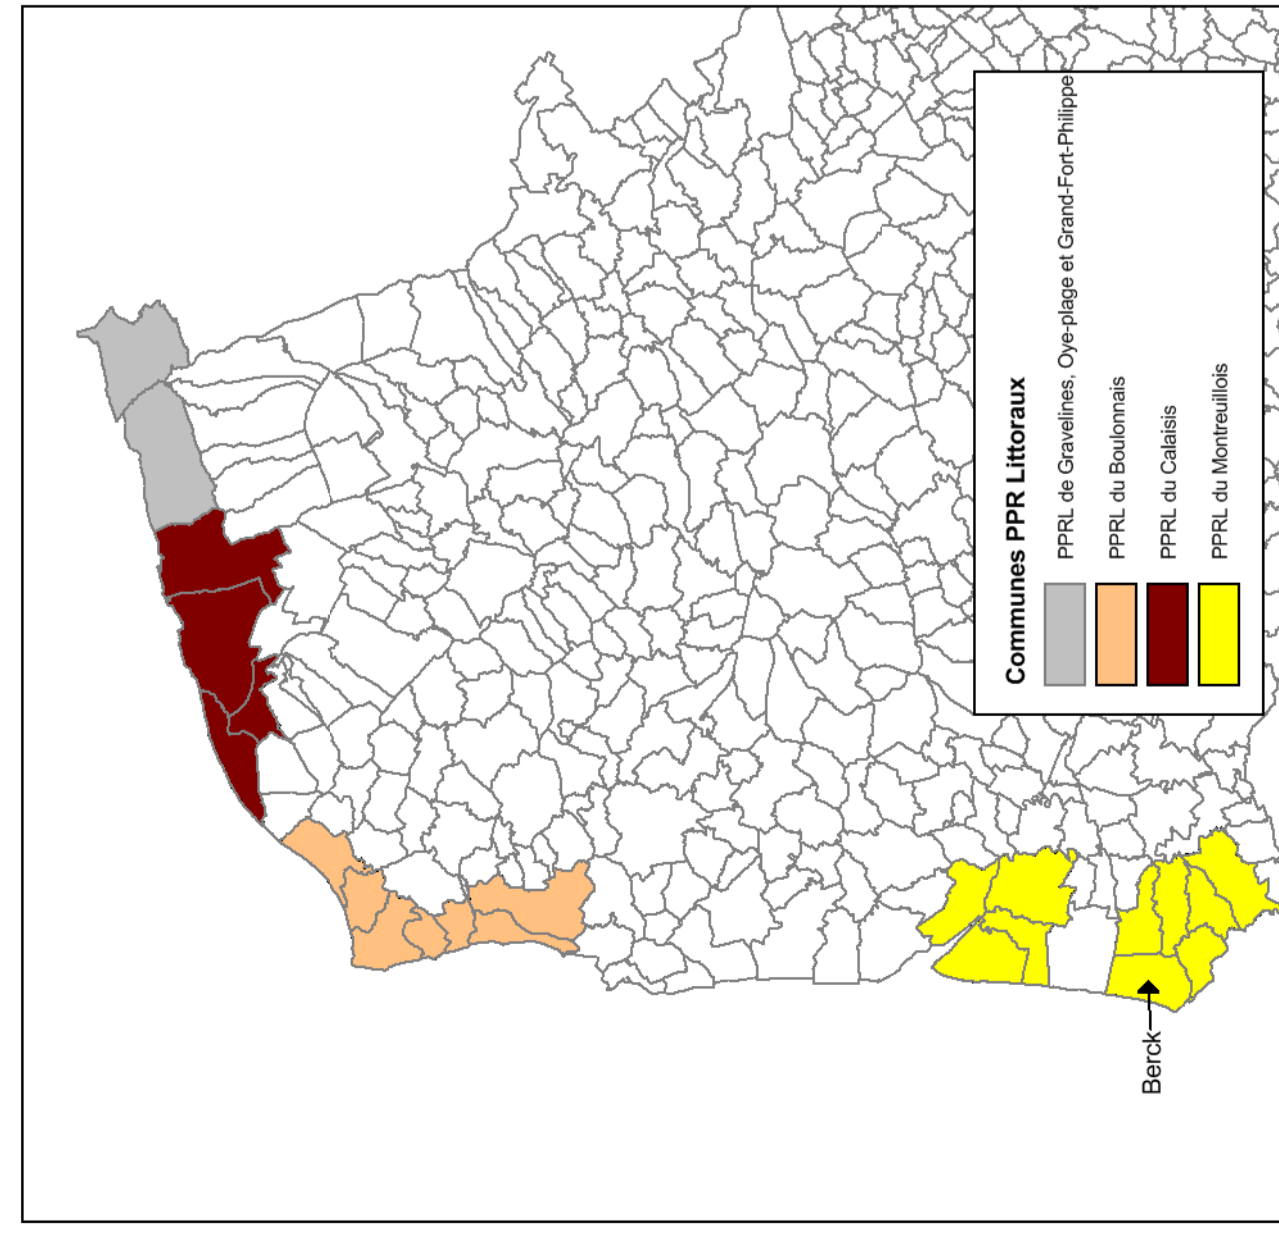 Communes PPR Littoraux
PPRL de Gravelines, Oye-plage et Grand-Fort-Philippe
PPRL du Boulonnais
PPRL du Calaisis
PPRL du Montreuillois
Berck